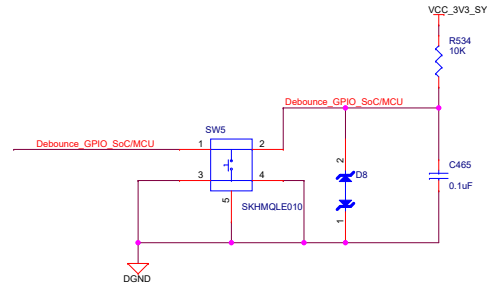 VCC_3V3_SY
R534
10K
Debounce_GPIO_SoC/MCU
SW5
Debounce_GPIO_SoC/MCU
1
2
C465
2
D8
3
4
0.1uF
5
SKHMQLE010
1
DGND